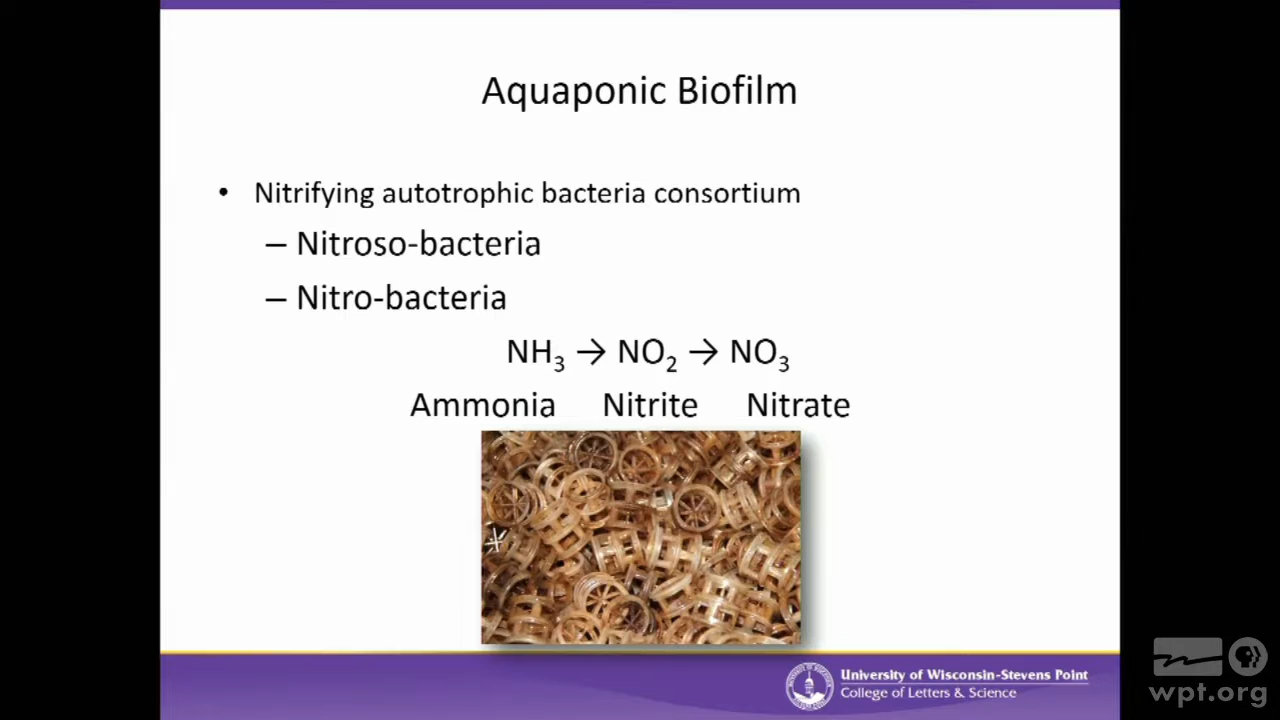 Aquaponic Biofilm
• Nitrifying autotrophic bacteria consortium
– Nitroso-bacteria
– Nitro-bacteria
NH₃ → NO₂ → NO₃
Ammonia Nitrite Nitrate
University of Wisconsin-Stevens Point
College of Letters & Science
wpt.org